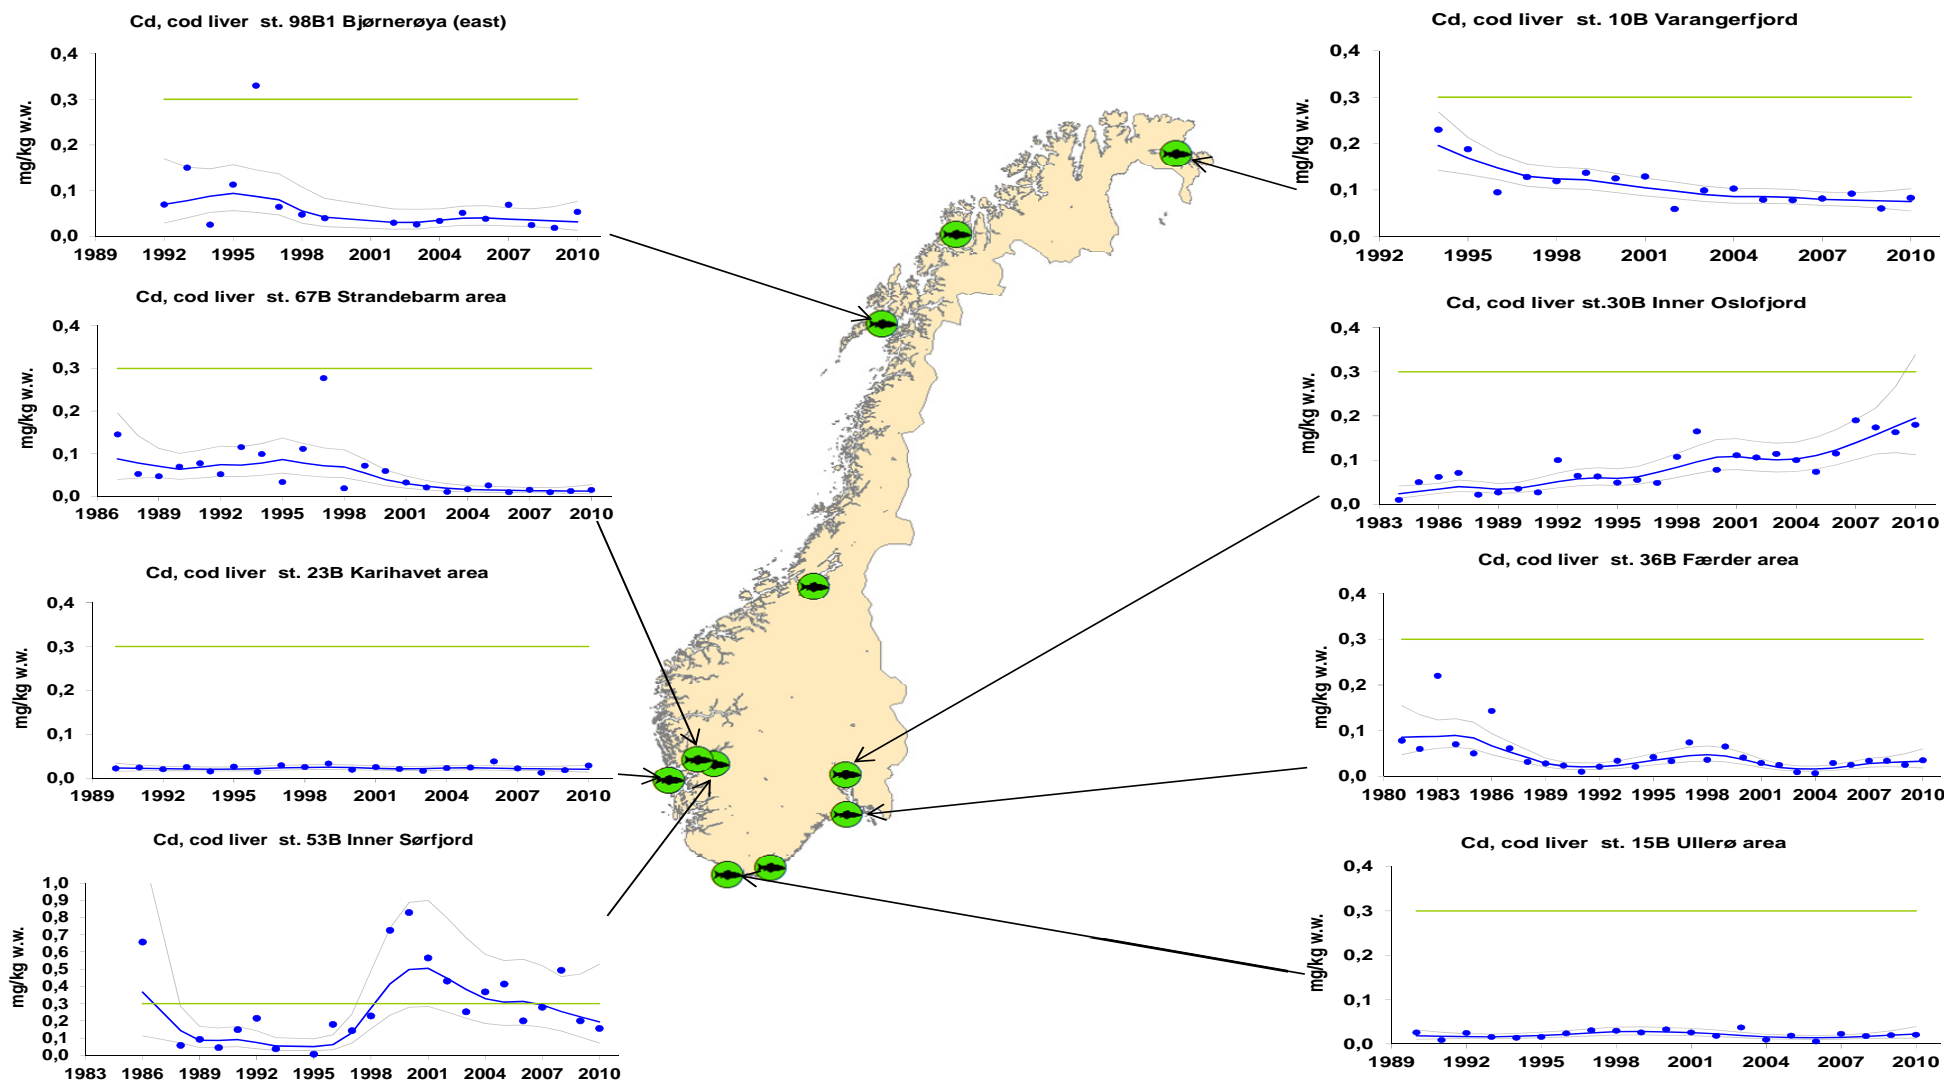 Cd, cod liver st. 98B1 Bjørnerøya (east)
0,4
0,3
0,2
0,1
0,0
mg/kg w.w.
1989 1992 1995 1998 2001 2004 2007 2010
Cd, cod liver st. 67B Strandebarm area
0,4
0,3
0,2
0,1
0,0
mg/kg w.w.
1986 1989 1992 1995 1998 2001 2004 2007 2010
Cd, cod liver st. 23B Karihavet area
0,4
0,3
0,2
0,1
0,0
mg/kg w.w.
1989 1992 1995 1998 2001 2004 2007 2010
Cd, cod liver st. 53B Inner Sørfjord
1,0
0,9
0,8
0,7
0,6
0,5
0,4
0,3
0,2
0,1
0,0
mg/kg w.w.
1983 1986 1989 1992 1995 1998 2001 2004 2007 2010
Cd, cod liver st. 10B Varangerfjord
0,4
0,3
0,2
0,1
0,0
mg/kg w.w.
1992 1995 1998 2001 2004 2007 2010
Cd, cod liver st.30B Inner Oslofjord
0,4
0,3
0,2
0,1
0,0
mg/kg w.w.
1983 1986 1989 1992 1995 1998 2001 2004 2007 2010
Cd, cod liver st. 36B Færder area
0,4
0,3
0,2
0,1
0,0
mg/kg w.w.
1980 1983 1986 1989 1992 1995 1998 2001 2004 2007 2010
Cd, cod liver st. 15B Ullerø area
0,4
0,3
0,2
0,1
0,0
mg/kg w.w.
1989 1992 1995 1998 2001 2004 2007 2010